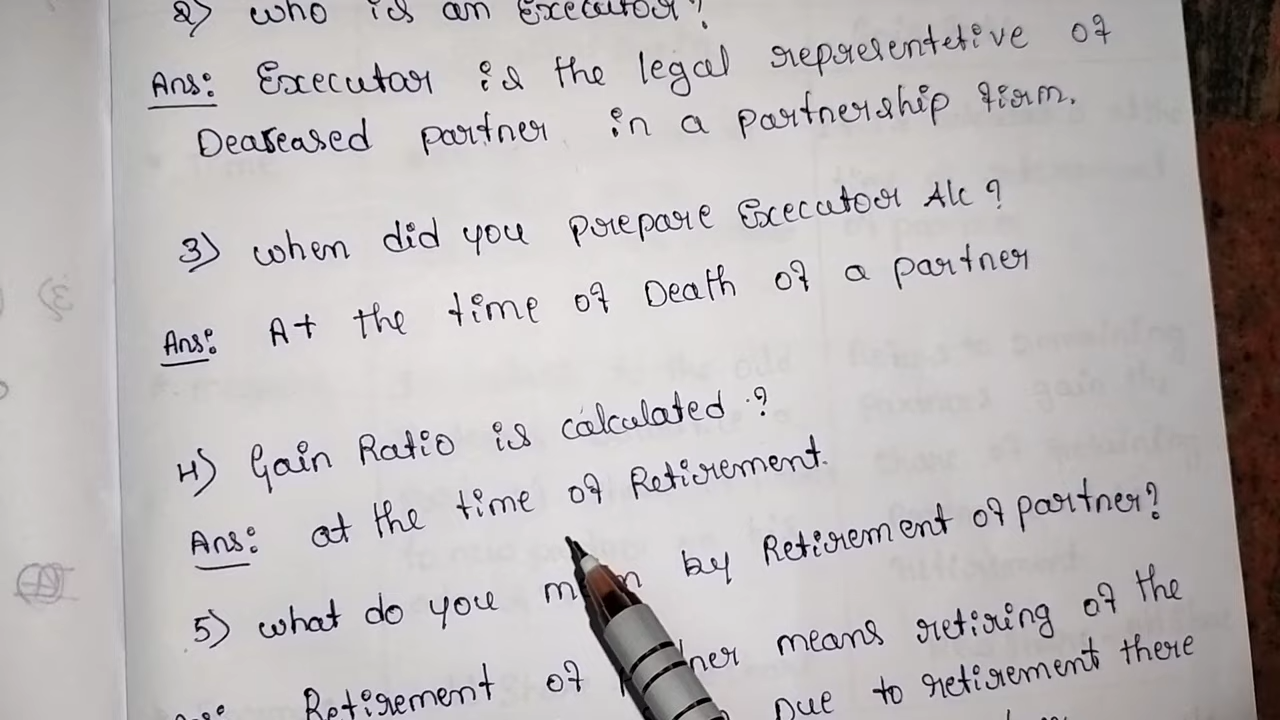 2) who is an Executor?
Ans: Executar is the legal representetive of
Deaseased partner in a partnership firm.
3) when did you prepare Executor A/c ?
Ans: At the time of Death of a partner
4) Gain Ratio is calculated ?
Ans: at the time of Retirement.
5) what do you by Retirement of partner?
Retirement of means retiring of the
Due to retirement there